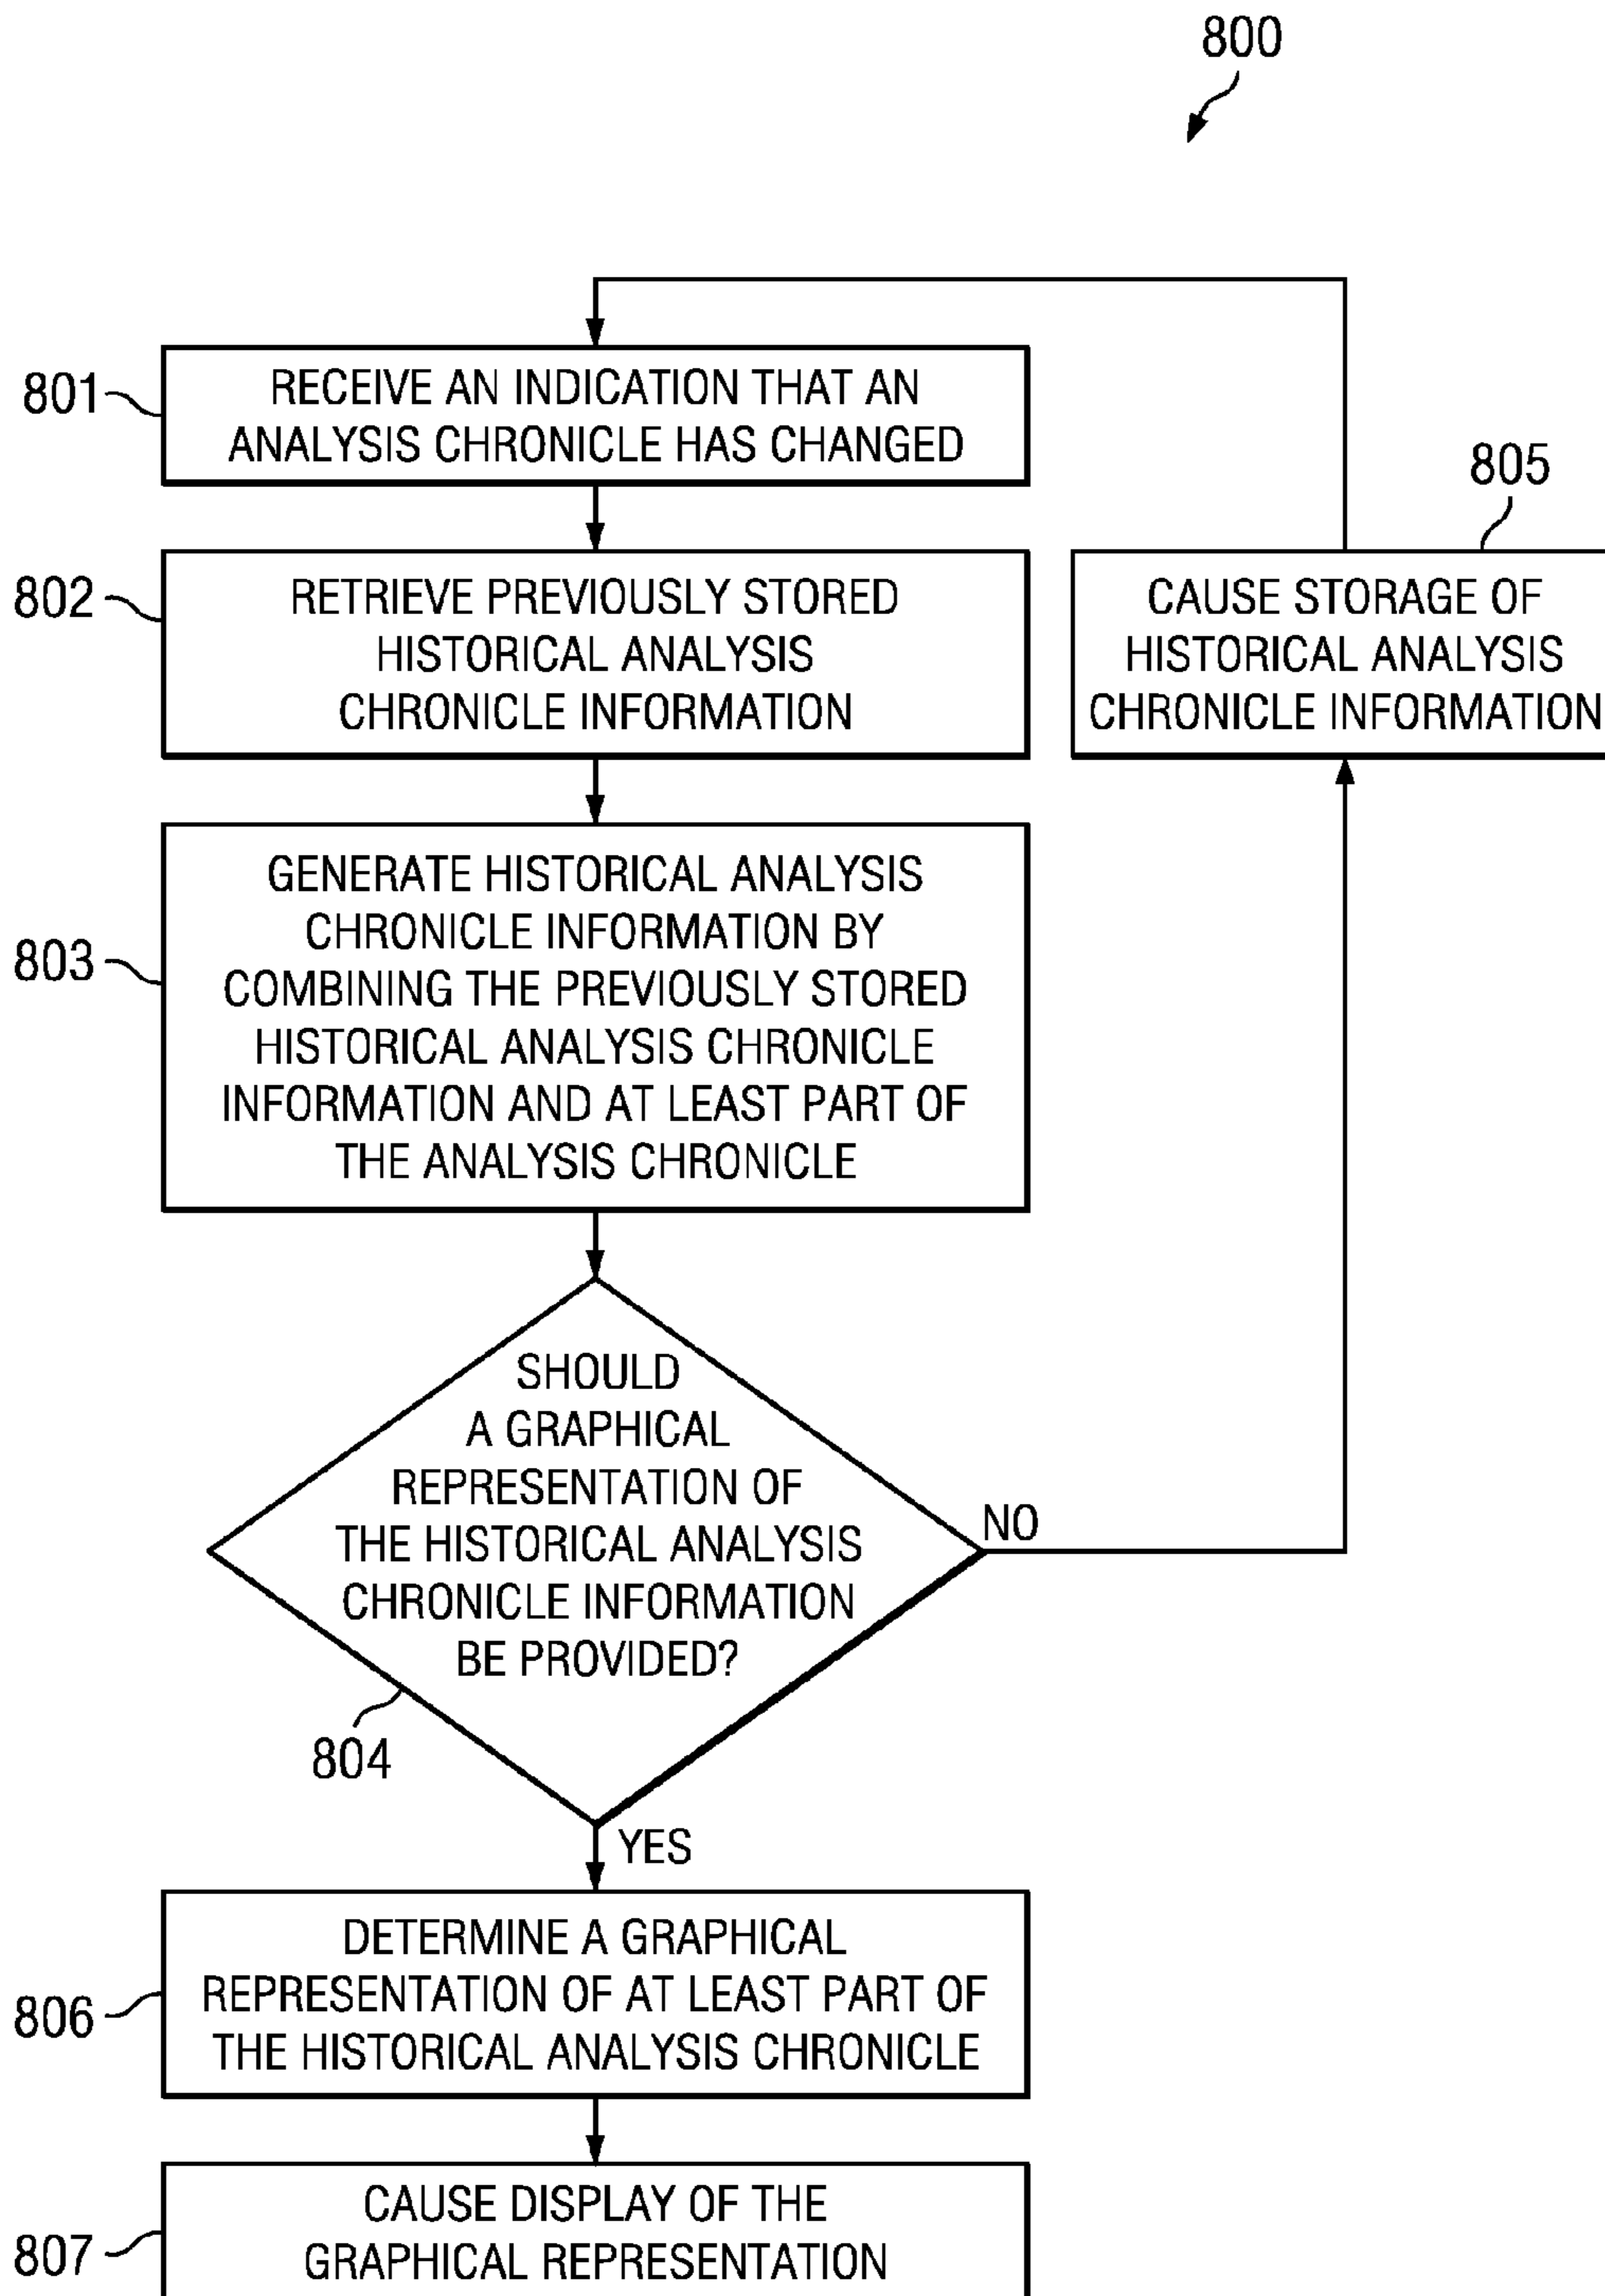 800
801
RECEIVE AN INDICATION THAT AN
ANALYSIS CHRONICLE HAS CHANGED
802
RETRIEVE PREVIOUSLY STORED
HISTORICAL ANALYSIS
CHRONICLE INFORMATION
805
CAUSE STORAGE OF
HISTORICAL ANALYSIS
CHRONICLE INFORMATION
803
GENERATE HISTORICAL ANALYSIS
CHRONICLE INFORMATION BY
COMBINING THE PREVIOUSLY STORED
HISTORICAL ANALYSIS CHRONICLE
INFORMATION AND AT LEAST PART OF
THE ANALYSIS CHRONICLE
SHOULD
A GRAPHICAL
REPRESENTATION OF
THE HISTORICAL ANALYSIS
CHRONICLE INFORMATION
BE PROVIDED?
NO
804
YES
806
DETERMINE A GRAPHICAL
REPRESENTATION OF AT LEAST PART OF
THE HISTORICAL ANALYSIS CHRONICLE
807
CAUSE DISPLAY OF THE
GRAPHICAL REPRESENTATION